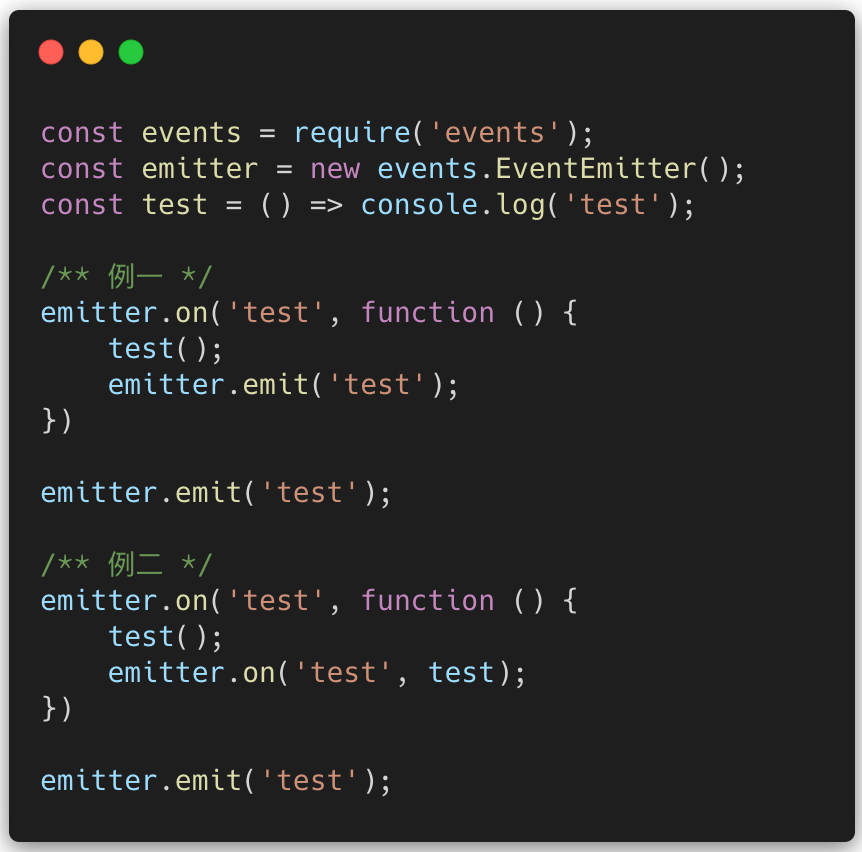 const events = require('events');
const emitter = new events.EventEmitter();
const test = () => console.log('test');
/** 例一 */
emitter.on('test', function () {
    test();
    emitter.emit('test');
})
emitter.emit('test');
/** 例二 */
emitter.on('test', function () {
    test();
    emitter.on('test', test);
})
emitter.emit('test');